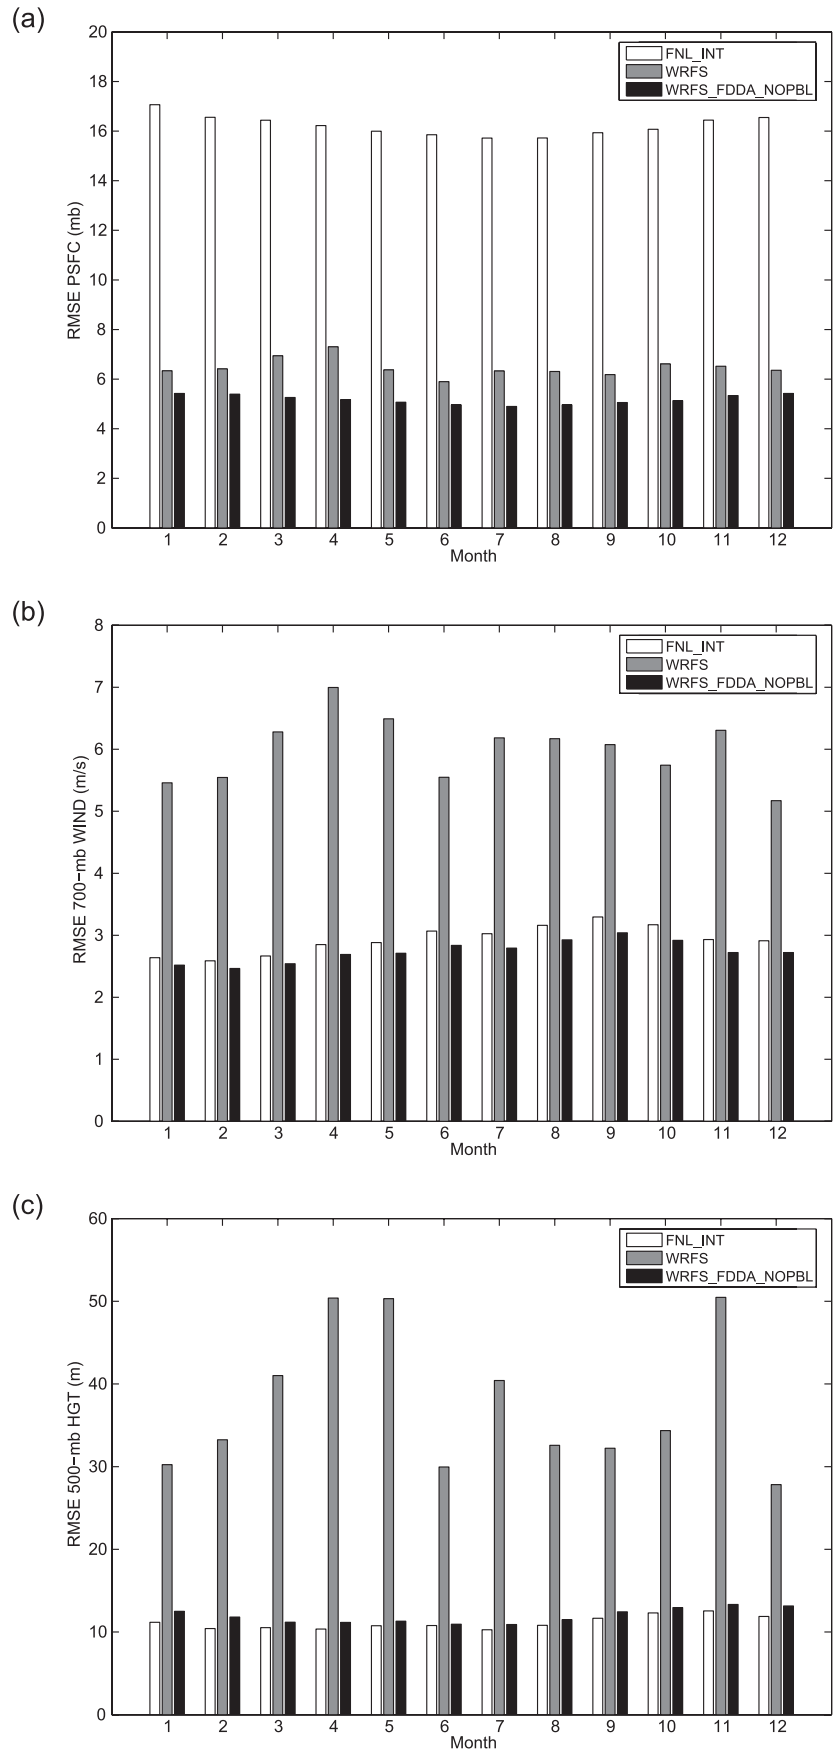 (a)
20
18
16
14
12
10
8
6
4
2
0
RMSE PSFC (mb)
FNL_INT
WRFS
WRFS_FDDA_NOPBL
1 2 3 4 5 6 7 8 9 10 11 12
Month
(b)
8
7
6
5
4
3
2
1
0
RMSE 700−mb WIND (m/s)
FNL_INT
WRFS
WRFS_FDDA_NOPBL
1 2 3 4 5 6 7 8 9 10 11 12
Month
(c)
60
50
40
30
20
10
0
RMSE 500−mb HGT (m)
FNL_INT
WRFS
WRFS_FDDA_NOPBL
1 2 3 4 5 6 7 8 9 10 11 12
Month